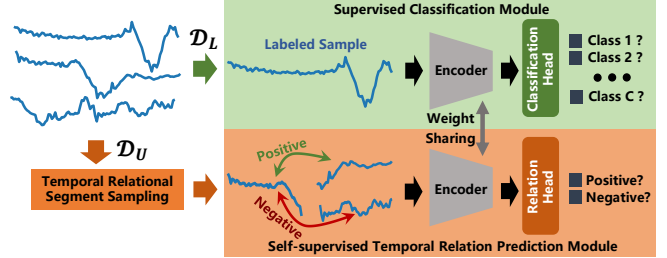 Supervised Classification Module
𝒟L
Labeled Sample
Encoder
Classification
Head
Class 1 ?
Class 2 ?
●●●
Class C ?
Weight
Sharing
𝒟U
Temporal Relational
Segment Sampling
Positive
Negative
Encoder
Relation
Head
Positive?
Negative?
Self-supervised Temporal Relation Prediction Module